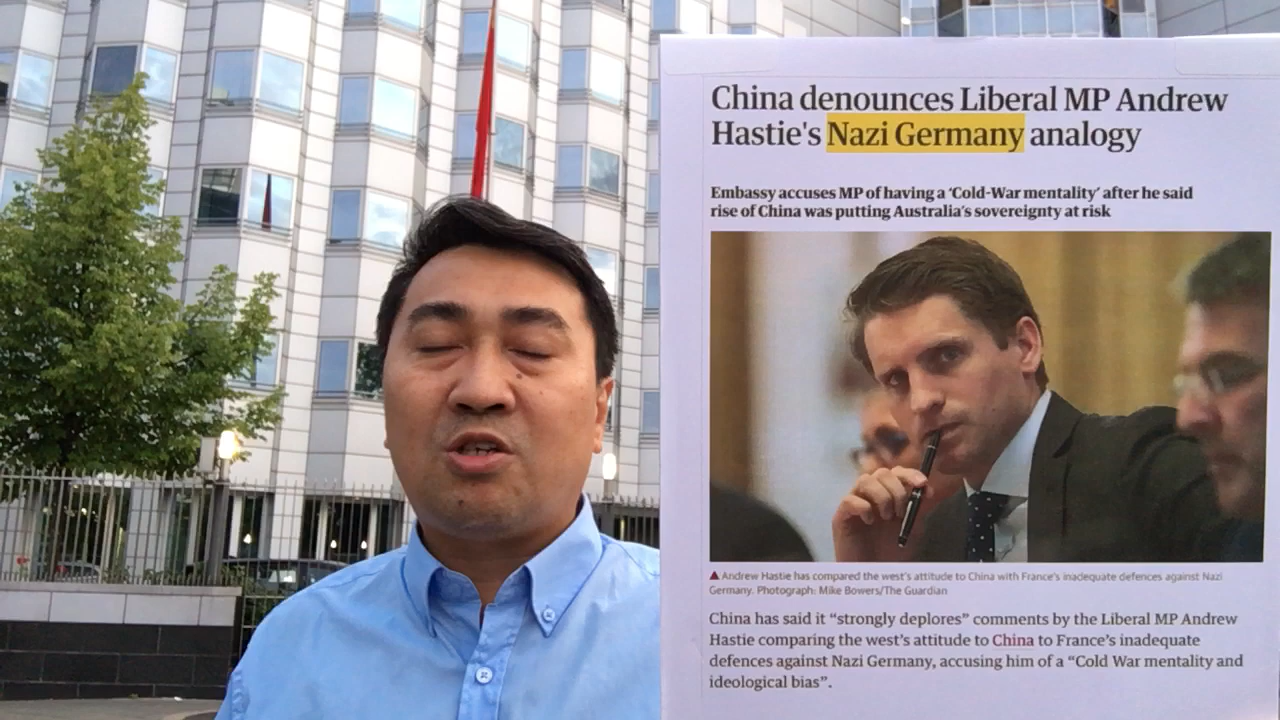 China denounces Liberal MP Andrew
Hastie's Nazi Germany analogy
Embassy accuses MP of having a ‘Cold-War mentality’ after he said
rise of China was putting Australia’s sovereignty at risk
▲ Andrew Hastie has compared the west’s attitude to China with France’s inadequate defences against Nazi
Germany. Photograph: Mike Bowers/The Guardian
China has said it “strongly deplores” comments by the Liberal MP Andrew
Hastie comparing the west’s attitude to China to France’s inadequate
defences against Nazi Germany, accusing him of a “Cold War mentality and
ideological bias”.